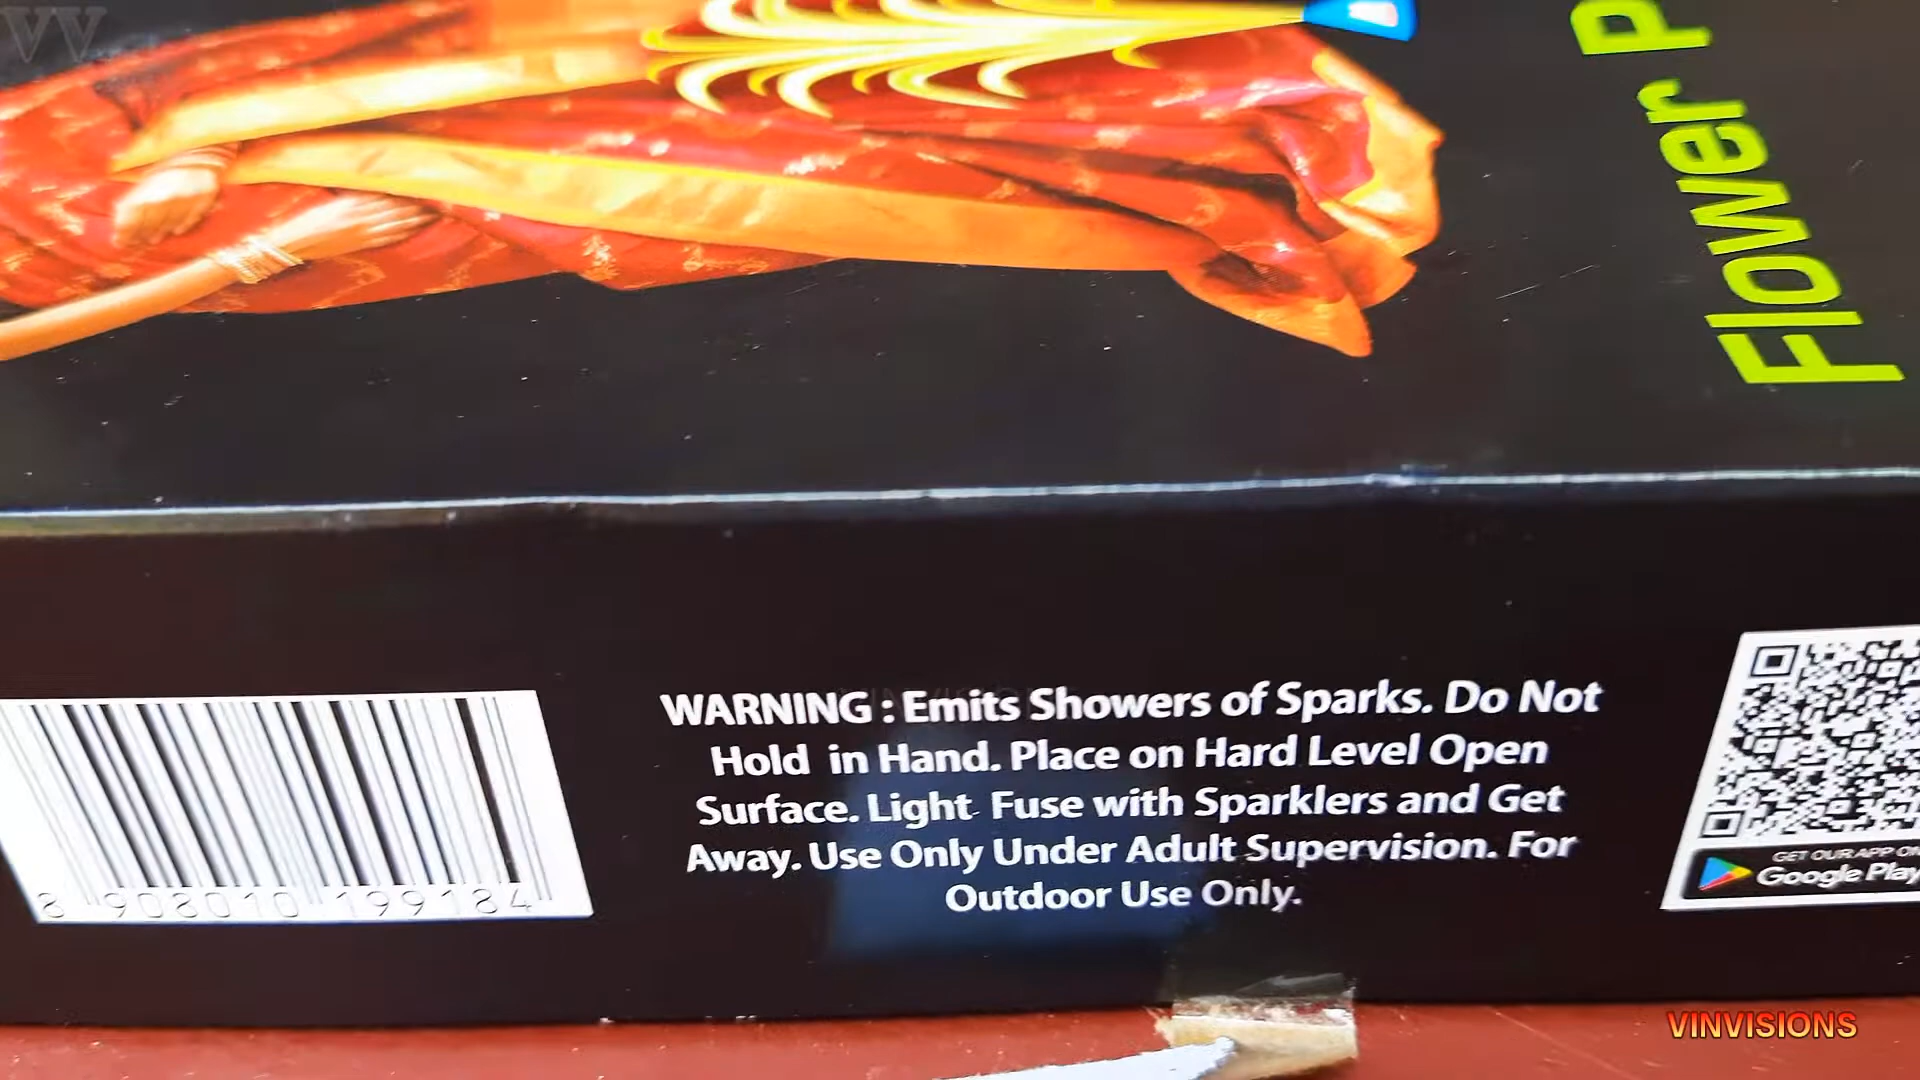 VV
Flower P
WARNING : Emits Showers of Sparks. Do Not
Hold in Hand. Place on Hard Level Open
Surface. Light Fuse with Sparklers and Get
Away. Use Only Under Adult Supervision. For
Outdoor Use Only.
8 908010 199184
GET OUR APP ON
Google Play
VINVISIONS